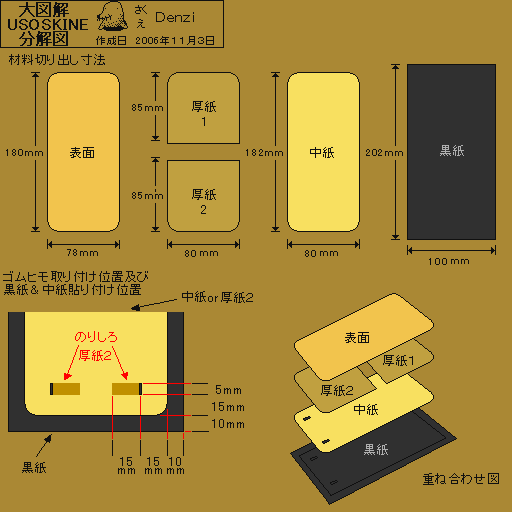 大図解
USOSKINE
分解図
さく
え
Denzi
作成日 2006年11月3日
材料切り出し寸法
180mm
表面
78mm
85mm
厚紙
1
85mm
厚紙
2
80mm
182mm
中紙
80mm
202mm
黒紙
100mm
ゴムヒモ取り付け位置及び
黒紙&中紙貼り付け位置
中紙or厚紙2
のりしろ
厚紙2
5mm
15mm
10mm
15
mm
15
mm
10
mm
黒紙
表面
厚紙1
厚紙2
中紙
黒紙
重ね合わせ図